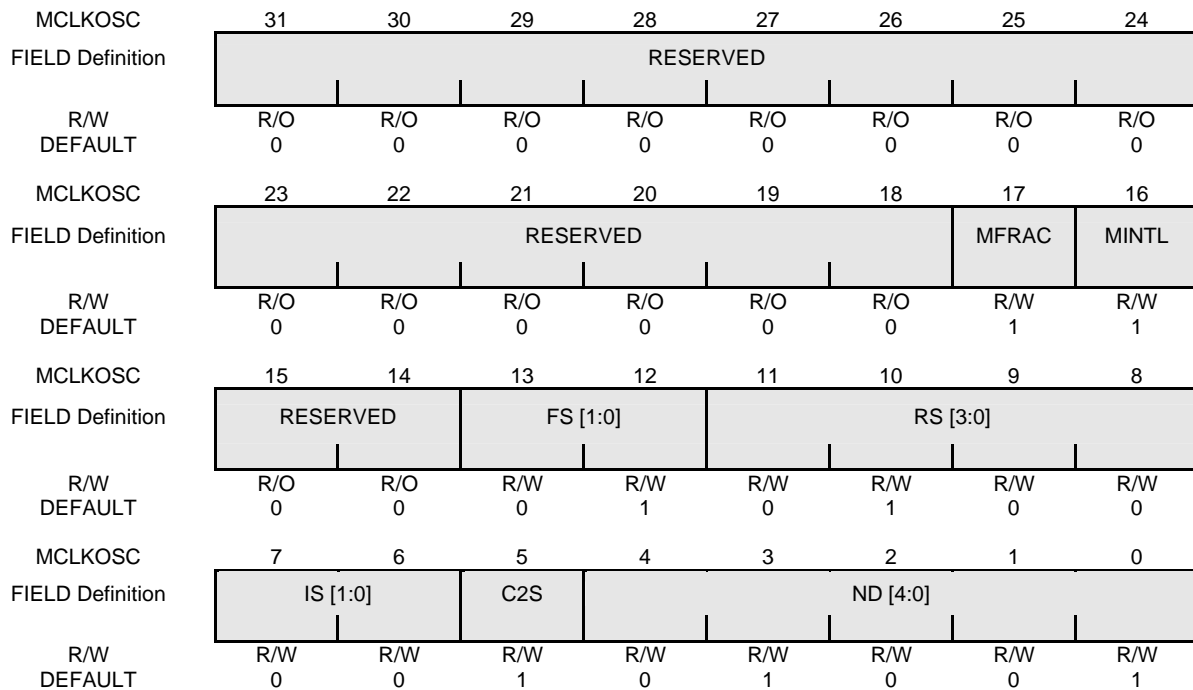 MCLKOSC 31 30 29 28 27 26 25 24
FIELD Definition RESERVED
R/W R/O R/O R/O R/O R/O R/O R/O R/O
DEFAULT 0 0 0 0 0 0 0 0
MCLKOSC 23 22 21 20 19 18 17 16
FIELD Definition RESERVED MFRAC MINTL
R/W R/O R/O R/O R/O R/O R/O R/W R/W
DEFAULT 0 0 0 0 0 0 1 1
MCLKOSC 15 14 13 12 11 10 9 8
FIELD Definition RESERVED FS [1:0] RS [3:0]
R/W R/O R/O R/W R/W R/W R/W R/W R/W
DEFAULT 0 0 0 1 0 1 0 0
MCLKOSC 7 6 5 4 3 2 1 0
FIELD Definition IS [1:0] C2S ND [4:0]
R/W R/W R/W R/W R/W R/W R/W R/W R/W
DEFAULT 0 0 1 0 1 0 0 1